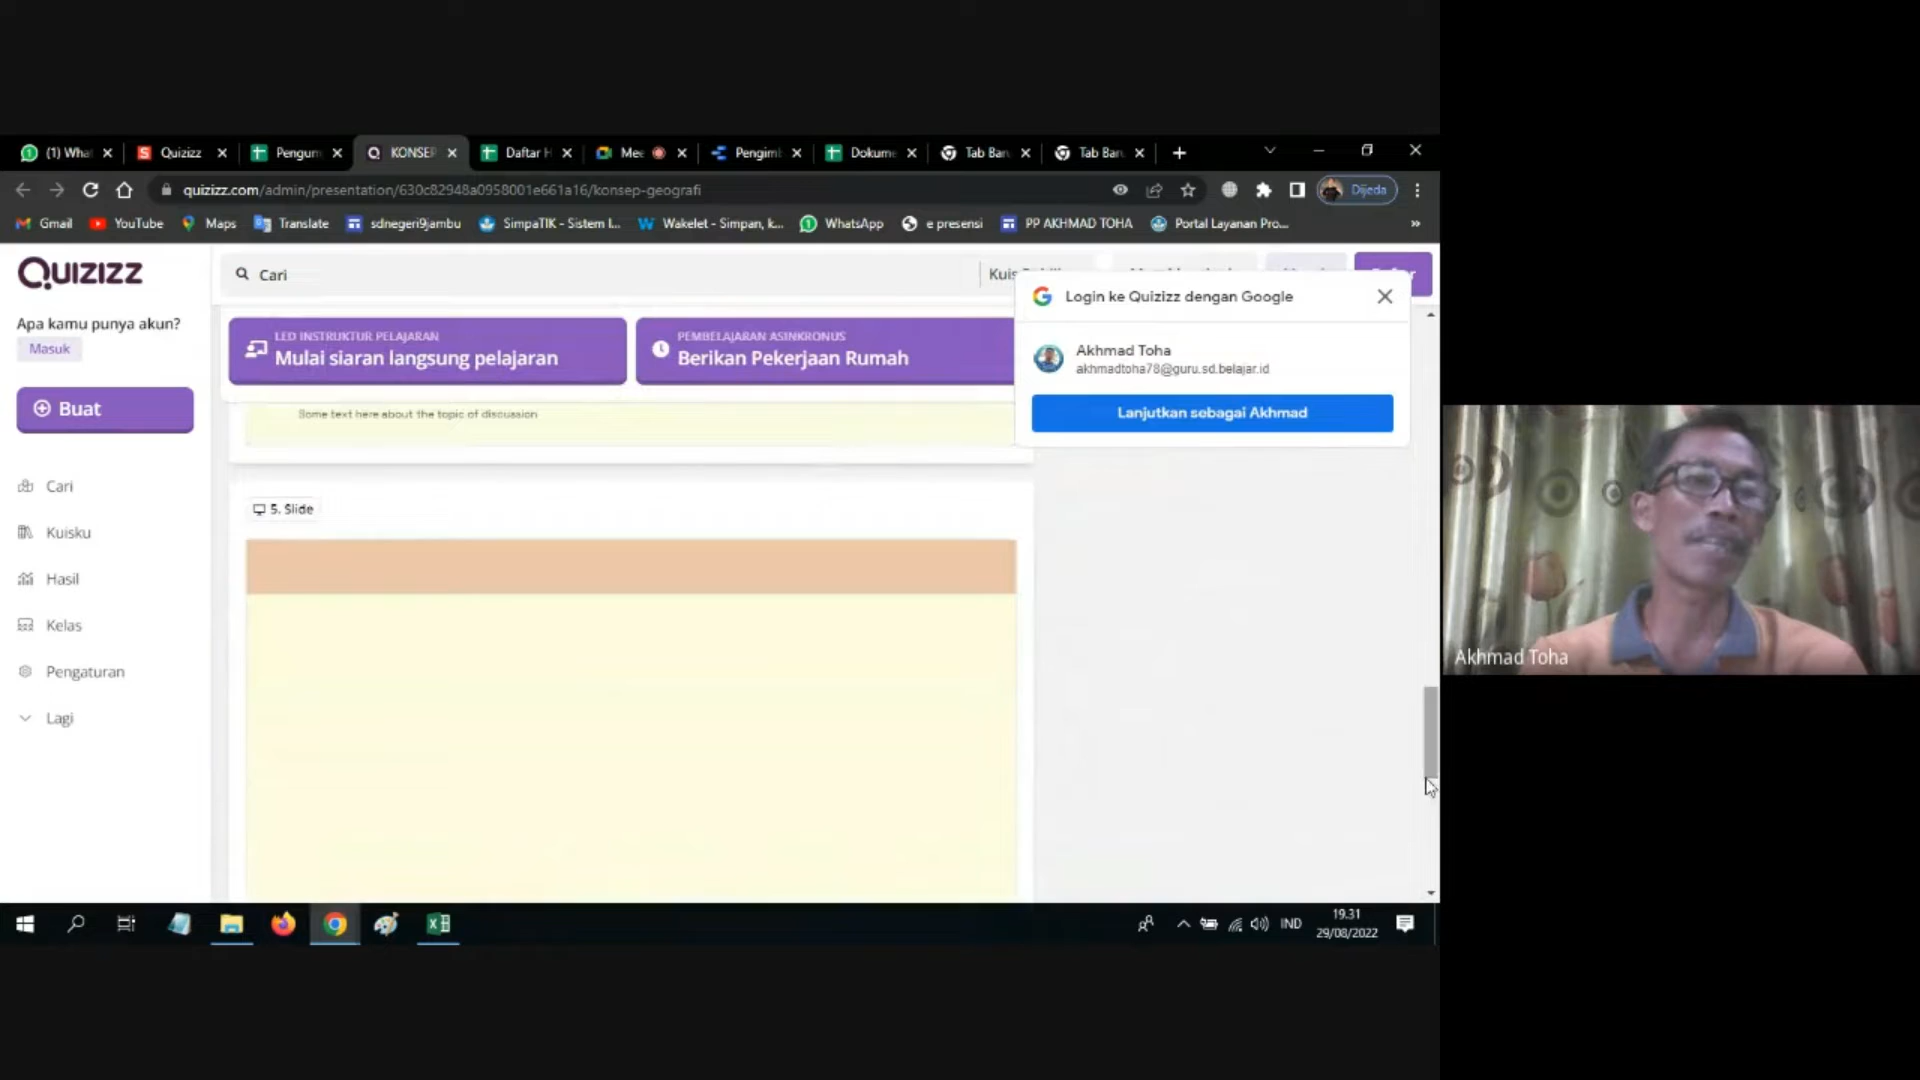 (1) Wha
Quizizz
Pengum
KONSEP
Daftar H
Mee
Pengimb
Dokume
Tab Baru
Tab Baru
quizizz.com/admin/presentation/630c82948a0958001e661a16/konsep-geografi
Dijeda
Gmail
YouTube
Maps
Translate
sdnegeri9jambu
SimpaTIK - Sistem I...
Wakelet - Simpan, k...
WhatsApp
e presensi
PP AKHMAD TOHA
Portal Layanan Pro...
»
QUIZIZZ
Cari
Kuis
Apa kamu punya akun?
Masuk
Buat
Cari
Kuisku
Hasil
Kelas
Pengaturan
Lagi
LED INSTRUKTUR PELAJARAN
Mulai siaran langsung pelajaran
PEMBELAJARAN ASINKRONUS
Berikan Pekerjaan Rumah
Login ke Quizizz dengan Google
Akhmad Toha
akhmadtoha78@guru.sd.belajar.id
Lanjutkan sebagai Akhmad
Some text here about the topic of discussion
5. Slide
Akhmad Toha
IND
19.31
29/08/2022